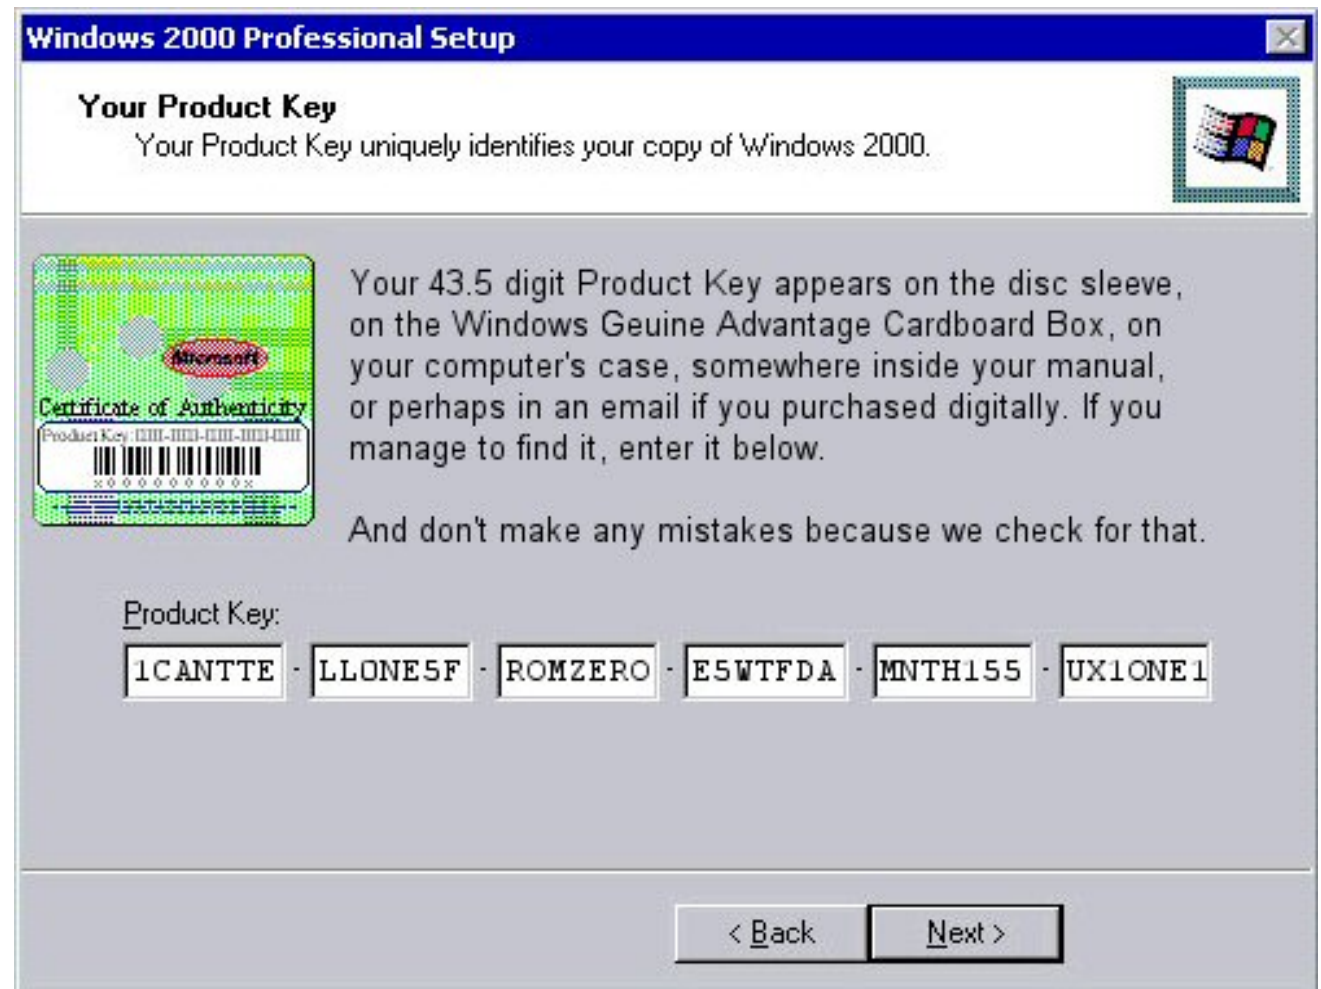 Windows 2000 Professional Setup
Your Product Key
Your Product Key uniquely identifies your copy of Windows 2000.
Your 43.5 digit Product Key appears on the disc sleeve,
on the Windows Geuine Advantage Cardboard Box, on
your computer's case, somewhere inside your manual,
or perhaps in an email if you purchased digitally. If you
manage to find it, enter it below.
And don't make any mistakes because we check for that.
Microsoft
Certificate of Authenticity
Product Key:
Product Key:
1CANTTE - LLONE5F - ROMZERO - E5WTFDA - MNTH155 - UX1ONE1
< Back Next >